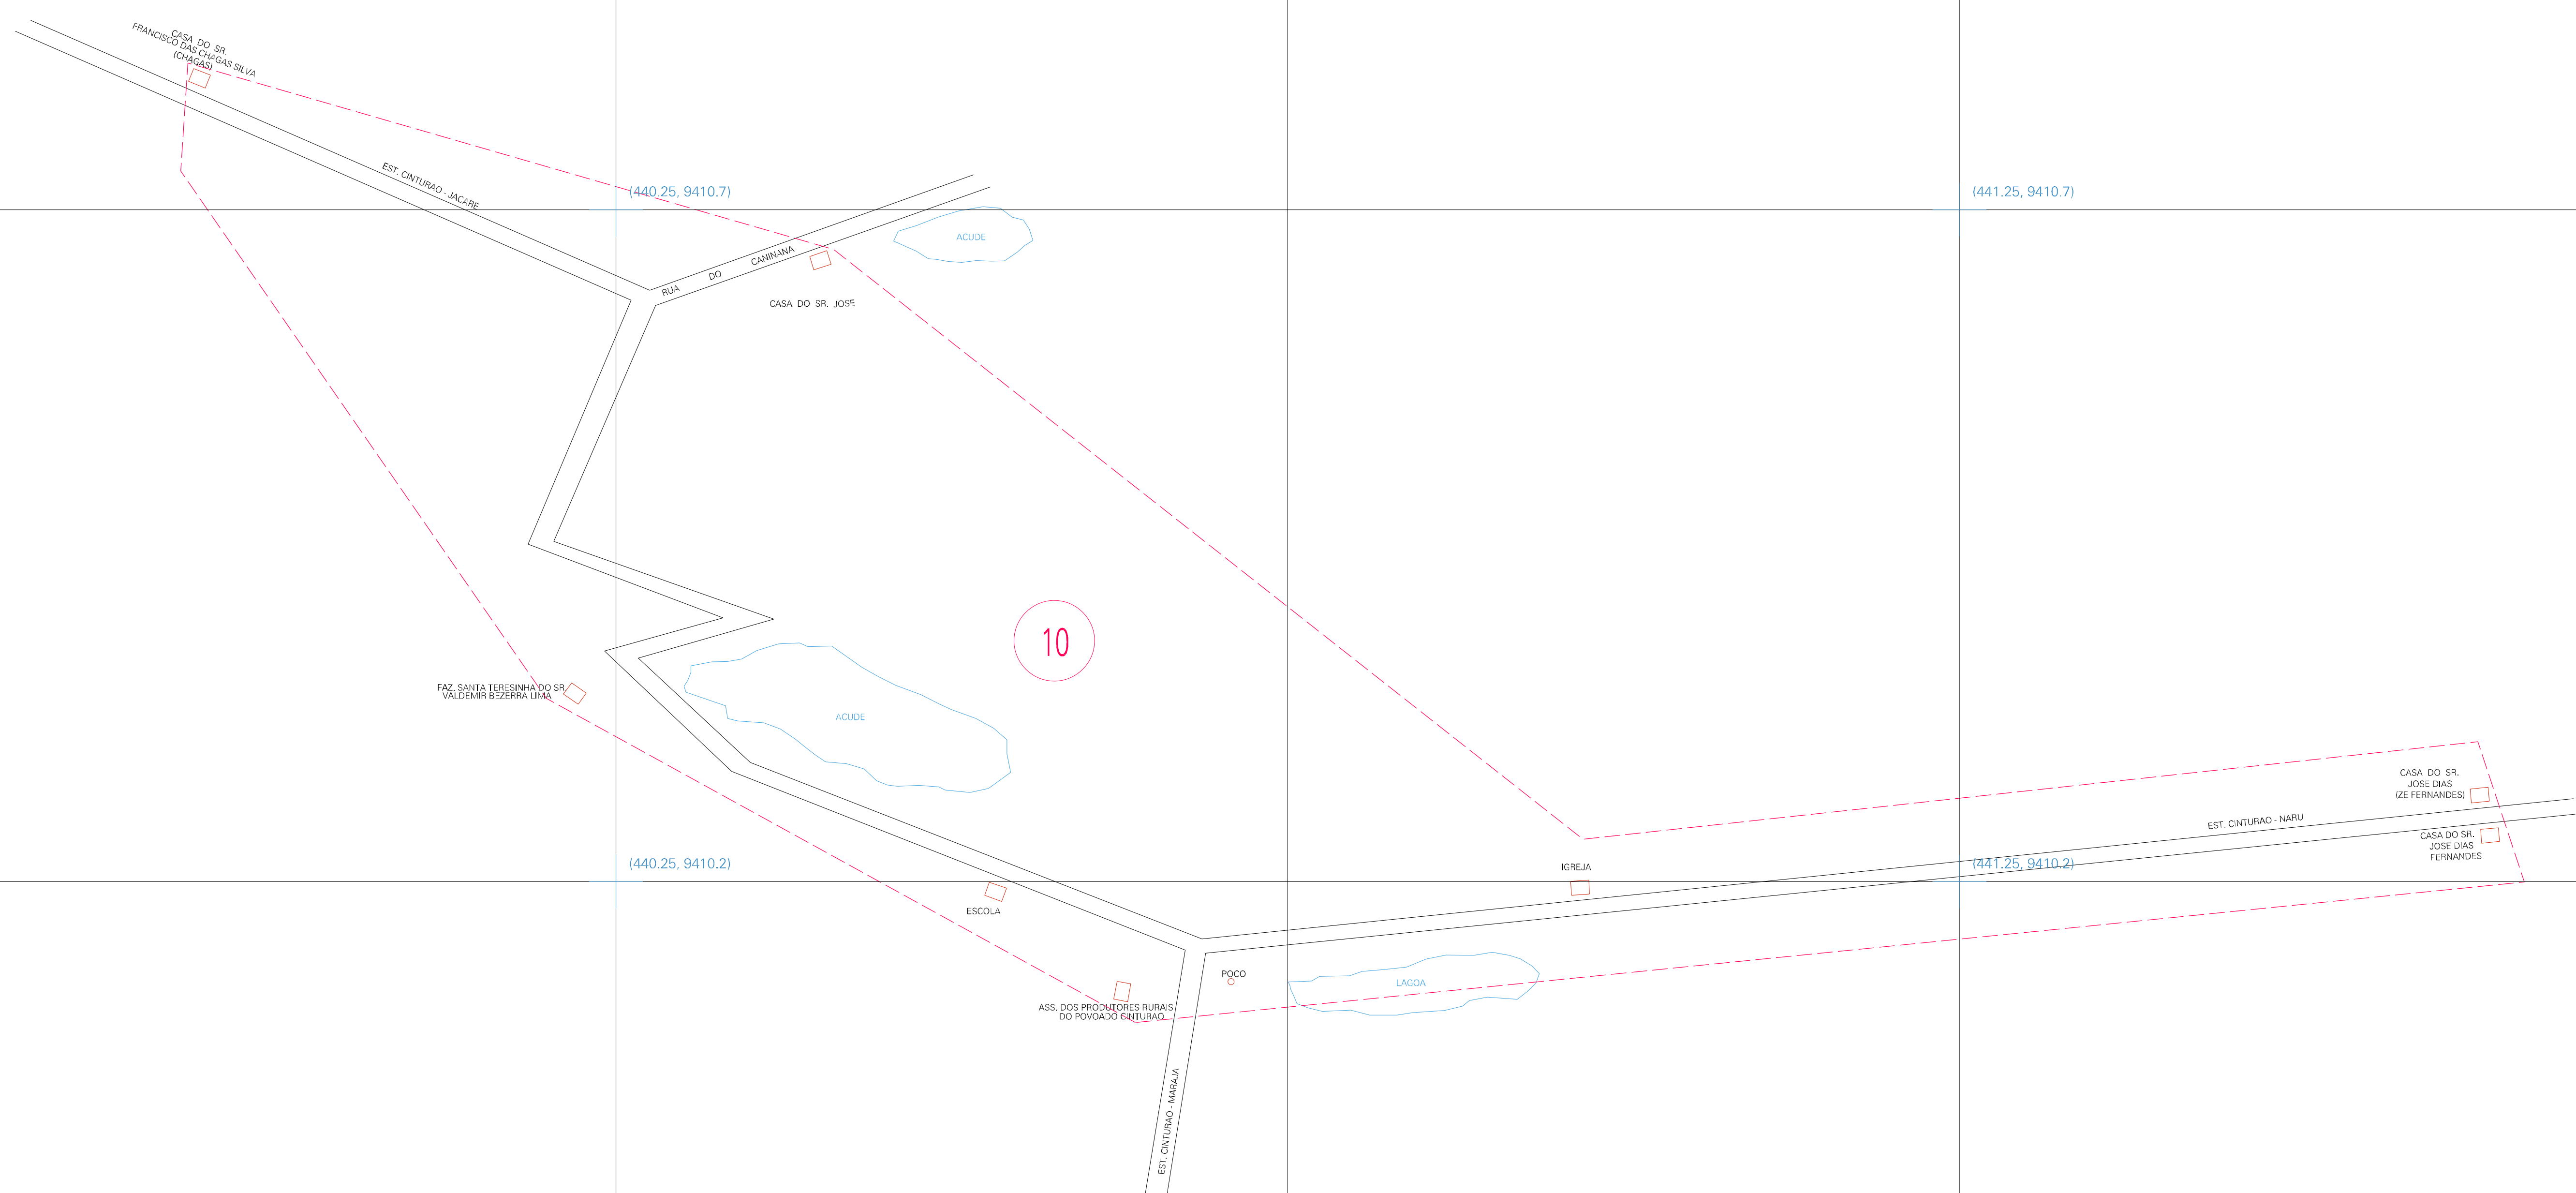 CASA DO SR.
FRANCISCO DAS CHAGAS SILVA
(CHAGAS)
EST. CINTURAO - JACARE
(440.25, 9410.7)
(441.25, 9410.7)
ACUDE
RUA DO CANINANA
CASA DO SR. JOSE
10
FAZ. SANTA TERESINHA DO SR
VALDEMIR BEZERRA LIMA
ACUDE
CASA DO SR.
JOSE DIAS
(ZE FERNANDES)
EST. CINTURAO - NARU
CASA DO SR.
JOSE DIAS
FERNANDES
(440.25, 9410.2)
(441.25, 9410.2)
IGREJA
ESCOLA
POCO
LAGOA
ASS. DOS PRODUTORES RURAIS
DO POVOADO CINTURAO
EST. CINTURAO - MARAJA